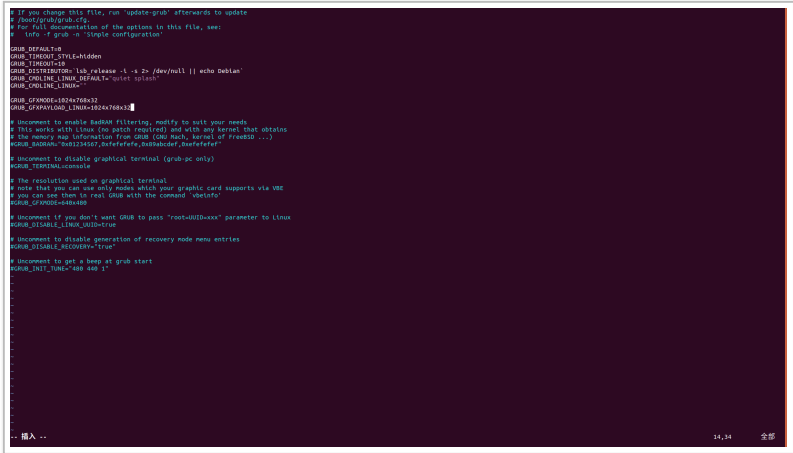 # If you change this file, run 'update-grub' afterwards to update
# /boot/grub/grub.cfg.
# For full documentation of the options in this file, see:
#   info -f grub -n 'Simple configuration'
GRUB_DEFAULT=0
GRUB_TIMEOUT_STYLE=hidden
GRUB_TIMEOUT=10
GRUB_DISTRIBUTOR=`lsb_release -i -s 2> /dev/null || echo Debian`
GRUB_CMDLINE_LINUX_DEFAULT="quiet splash"
GRUB_CMDLINE_LINUX=""
GRUB_GFXMODE=1024x768x32
GRUB_GFXPAYLOAD_LINUX=1024x768x32
# Uncomment to enable BadRAM filtering, modify to suit your needs
# This works with Linux (no patch required) and with any kernel that obtains
# the memory map information from GRUB (GNU Mach, kernel of FreeBSD ...)
#GRUB_BADRAM="0x01234567,0xfefefefe,0x89abcdef,0xefefefef"
# Uncomment to disable graphical terminal (grub-pc only)
#GRUB_TERMINAL=console
# The resolution used on graphical terminal
# note that you can use only modes which your graphic card supports via VBE
# you can see them in real GRUB with the command `vbeinfo'
#GRUB_GFXMODE=640x480
# Uncomment if you don't want GRUB to pass "root=UUID=xxx" parameter to Linux
#GRUB_DISABLE_LINUX_UUID=true
# Uncomment to disable generation of recovery mode menu entries
#GRUB_DISABLE_RECOVERY="true"
# Uncomment to get a beep at grub start
#GRUB_INIT_TUNE="480 440 1"
-- 插入 -- 14,34 全部